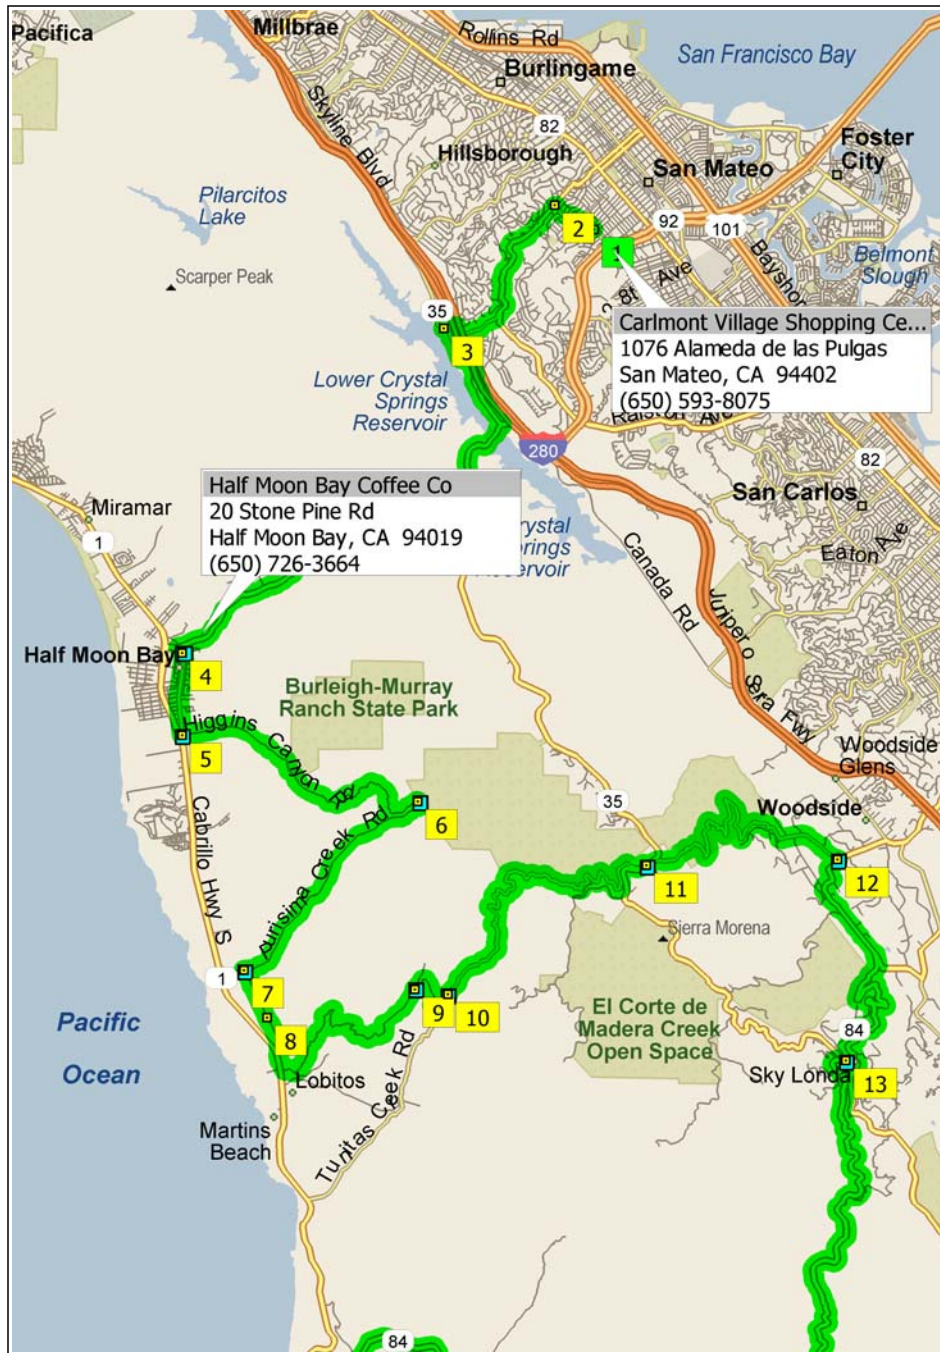 Pacifica
Millbrae
Rollins Rd
San Francisco Bay
Burlingame
Skyline Blvd
82
Hillsborough
Foster
City
San Mateo
Pilarcitos
Lake
2
92
101
1
Bayshor
Belmont
Slough
Scarper Peak
Ave
35
3
Carlmont Village Shopping Ce...
1076 Alameda de las Pulgas
San Mateo, CA 94402
(650) 593-8075
Lower Crystal
Springs
Reservoir
Ralston Ave
280
82
Half Moon Bay Coffee Co
20 Stone Pine Rd
Half Moon Bay, CA 94019
(650) 726-3664
San Carlos
Miramar
1
Eaton Ave
Canada Rd
Junipero Serra Fwy
Half Moon Bay
4
Burleigh-Murray
Ranch State Park
Higgins Canyon Rd
5
Woodside
Glens
Cabrillo Hwy S
6
35
Woodside
Purisima Creek Rd
11
12
Sierra Morena
1
7
9
10
El Corte de
Madera Creek
Open Space
Pacific
Ocean
8
84
Sky Londa
13
Lobitos
Tunitas Creek Rd
Martins
Beach
84